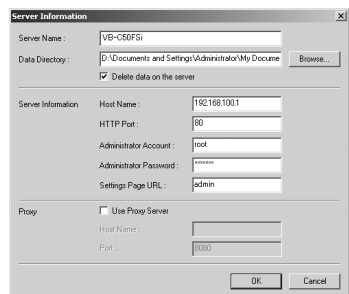 Server Information
Server Name : VB-C50FSi
Data Directory : D:\Documents and Settings\Administrator\My Docume Browse...
Delete data on the server
Server Information Host Name : 192.168.100.1
HTTP Port : 80
Administrator Account : root
Administrator Password : ******
Settings Page URL : admin
Proxy Use Proxy Server
Host Name :
Port : 8080
OK Cancel